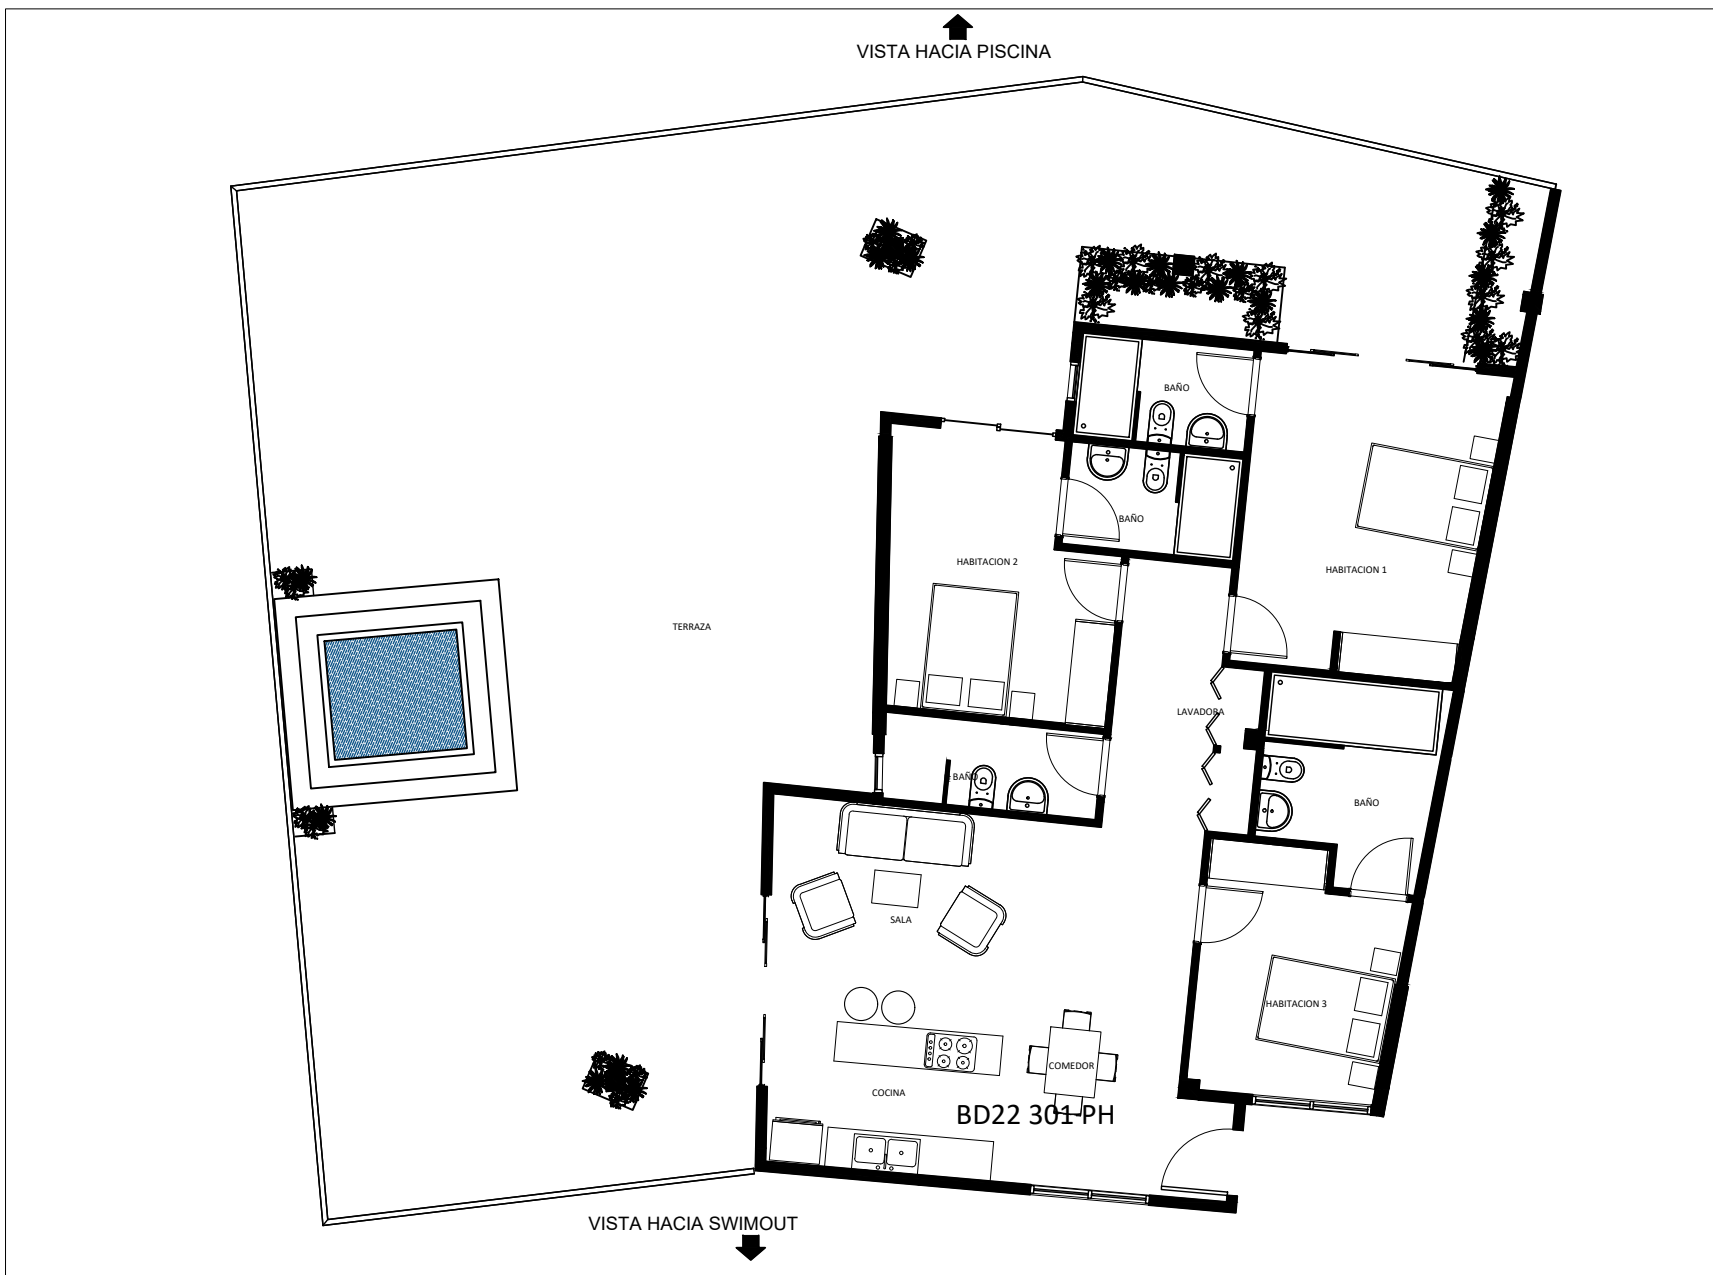 VISTA HACIA PISCINA
BAÑO
BAÑO
HABITACION 2
HABITACION 1
TERRAZA
LAVADORA
BAÑO
BAÑO
SALA
HABITACION 3
COMEDOR
COCINA
BD22 301-PH
VISTA HACIA SWIMOUT